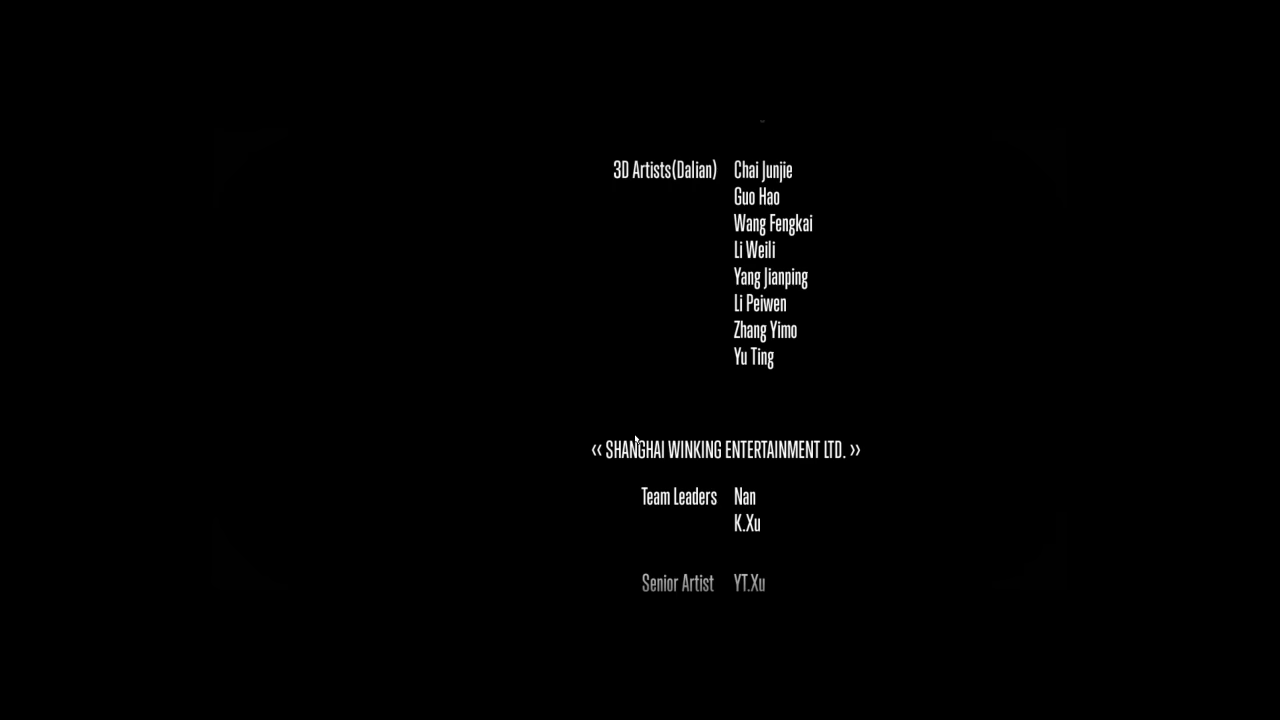 3D Artists(Dalian) Chai Junjie
Guo Hao
Wang Fengkai
Li Weili
Yang Jianping
Li Peiwen
Zhang Yimo
Yu Ting
‹‹ SHANGHAI WINKING ENTERTAINMENT LTD. ››
Team Leaders Nan
K.Xu
Senior Artist YT.Xu